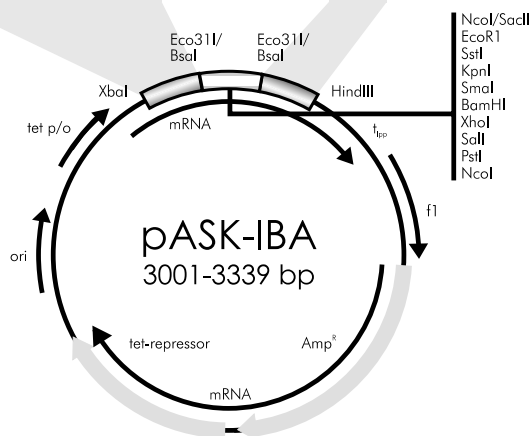 Eco31I/
BsaI
Eco31I/
BsaI
XbaI
HindIII
NcoI/SacII
EcoR1
SstI
KpnI
SmaI
BamHI
XhoI
SalI
PstI
NcoI
tet p/o
mRNA
tlpp
f1
ori
pASK-IBA
3001-3339 bp
tet-repressor
AmpR
mRNA